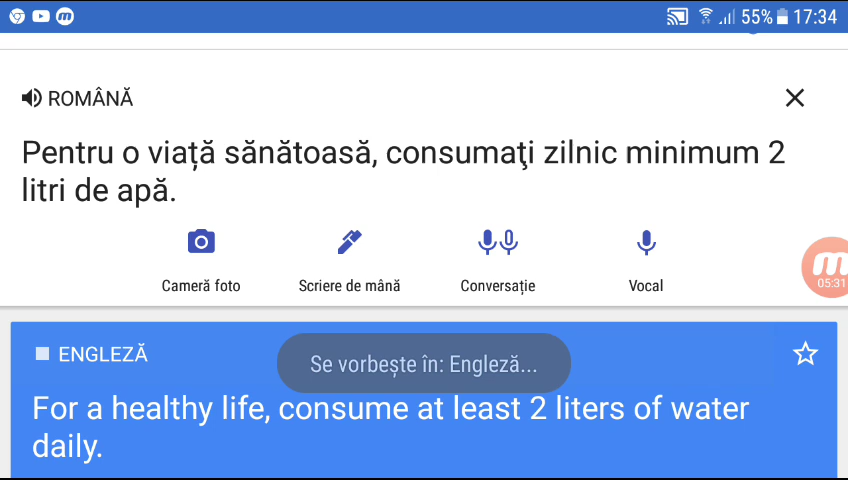 55% 17:34
ROMÂNĂ
Pentru o viață sănătoasă, consumaţi zilnic minimum 2
litri de apă.
Cameră foto Scriere de mână Conversație Vocal
m
05:31
ENGLEZĂ
Se vorbește în: Engleză...
For a healthy life, consume at least 2 liters of water
daily.